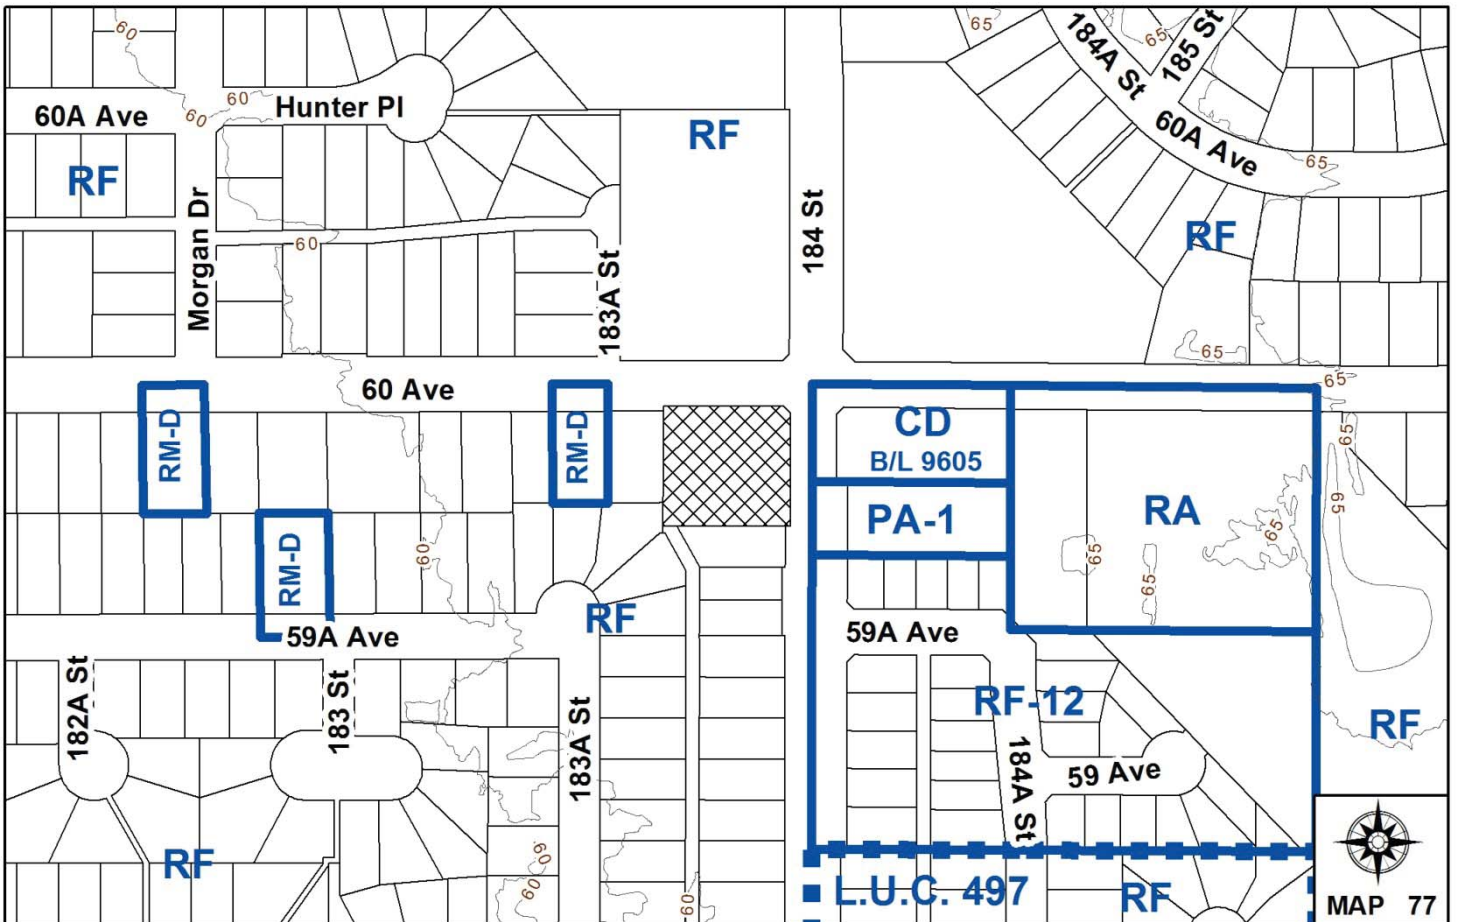 60
65
184A St
65
185 St
60A Ave
60
60
Hunter Pl
60A Ave
65
RF
RF
Morgan Dr
60
183A St
RF
184 St
RF
65
60 Ave
65
RM-D
RM-D
CD
B/L 9605
PA-1
RA
65
65
65
65
65
60
RM-D
59A Ave
RF
59A Ave
182A St
183 St
183A St
RF-12
184A St
59 Ave
RF
RF
60
60
60
L.U.C. 497
RF
MAP 77